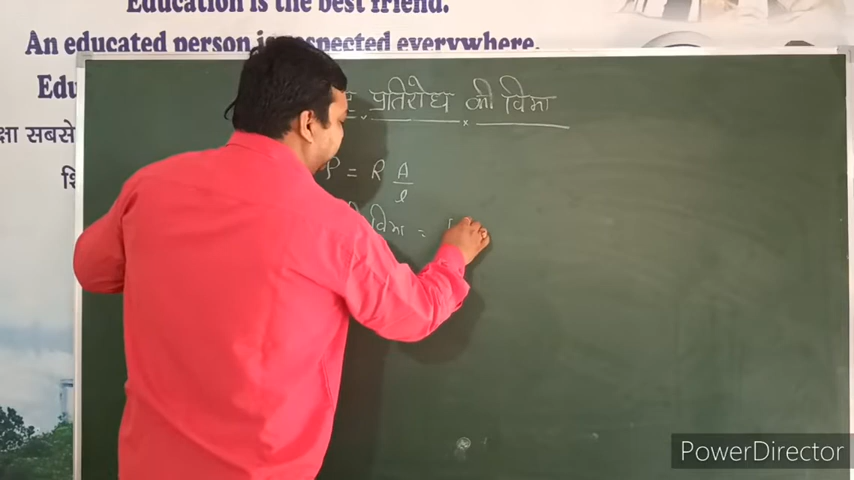 Education is the best friend.
An educated person is respected everywhere.
Edu
क्षा सबसे
शि
प्रतिरोध की विमा
ρ = R A/l
विमा = [
PowerDirector